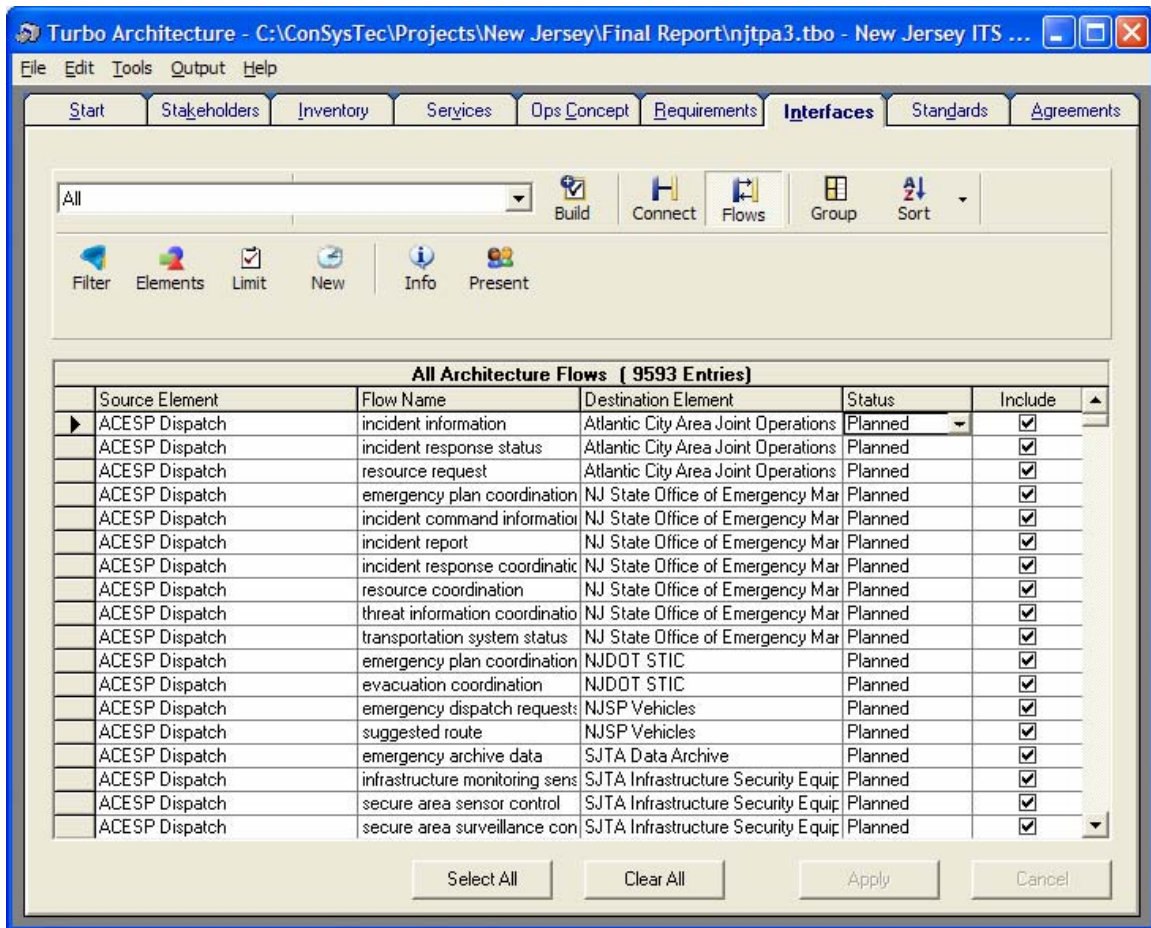 Turbo Architecture - C:\ConSysTec\Projects\New Jersey\Final Report\njtpa3.tbo - New Jersey ITS ...
File Edit Tools Output Help
Start Stakeholders Inventory Services Ops Concept Requirements Interfaces Standards Agreements
All Build Connect Flows Group Sort
Filter Elements Limit New Info Present
All Architecture Flows ( 9593 Entries)
Source Element Flow Name Destination Element Status Include
ACESP Dispatch incident information Atlantic City Area Joint Operations Planned
ACESP Dispatch incident response status Atlantic City Area Joint Operations Planned
ACESP Dispatch resource request Atlantic City Area Joint Operations Planned
ACESP Dispatch emergency plan coordination NJ State Office of Emergency Mar Planned
ACESP Dispatch incident command informatior NJ State Office of Emergency Mar Planned
ACESP Dispatch incident report NJ State Office of Emergency Mar Planned
ACESP Dispatch incident response coordinatic NJ State Office of Emergency Mar Planned
ACESP Dispatch resource coordination NJ State Office of Emergency Mar Planned
ACESP Dispatch threat information coordinatio NJ State Office of Emergency Mar Planned
ACESP Dispatch transportation system status NJ State Office of Emergency Mar Planned
ACESP Dispatch emergency plan coordination NJDOT STIC Planned
ACESP Dispatch evacuation coordination NJDOT STIC Planned
ACESP Dispatch emergency dispatch requests NJSP Vehicles Planned
ACESP Dispatch suggested route NJSP Vehicles Planned
ACESP Dispatch emergency archive data SJTA Data Archive Planned
ACESP Dispatch infrastructure monitoring sens SJTA Infrastructure Security Equip Planned
ACESP Dispatch secure area sensor control SJTA Infrastructure Security Equip Planned
ACESP Dispatch secure area surveillance con SJTA Infrastructure Security Equip Planned
Select All Clear All Apply Cancel